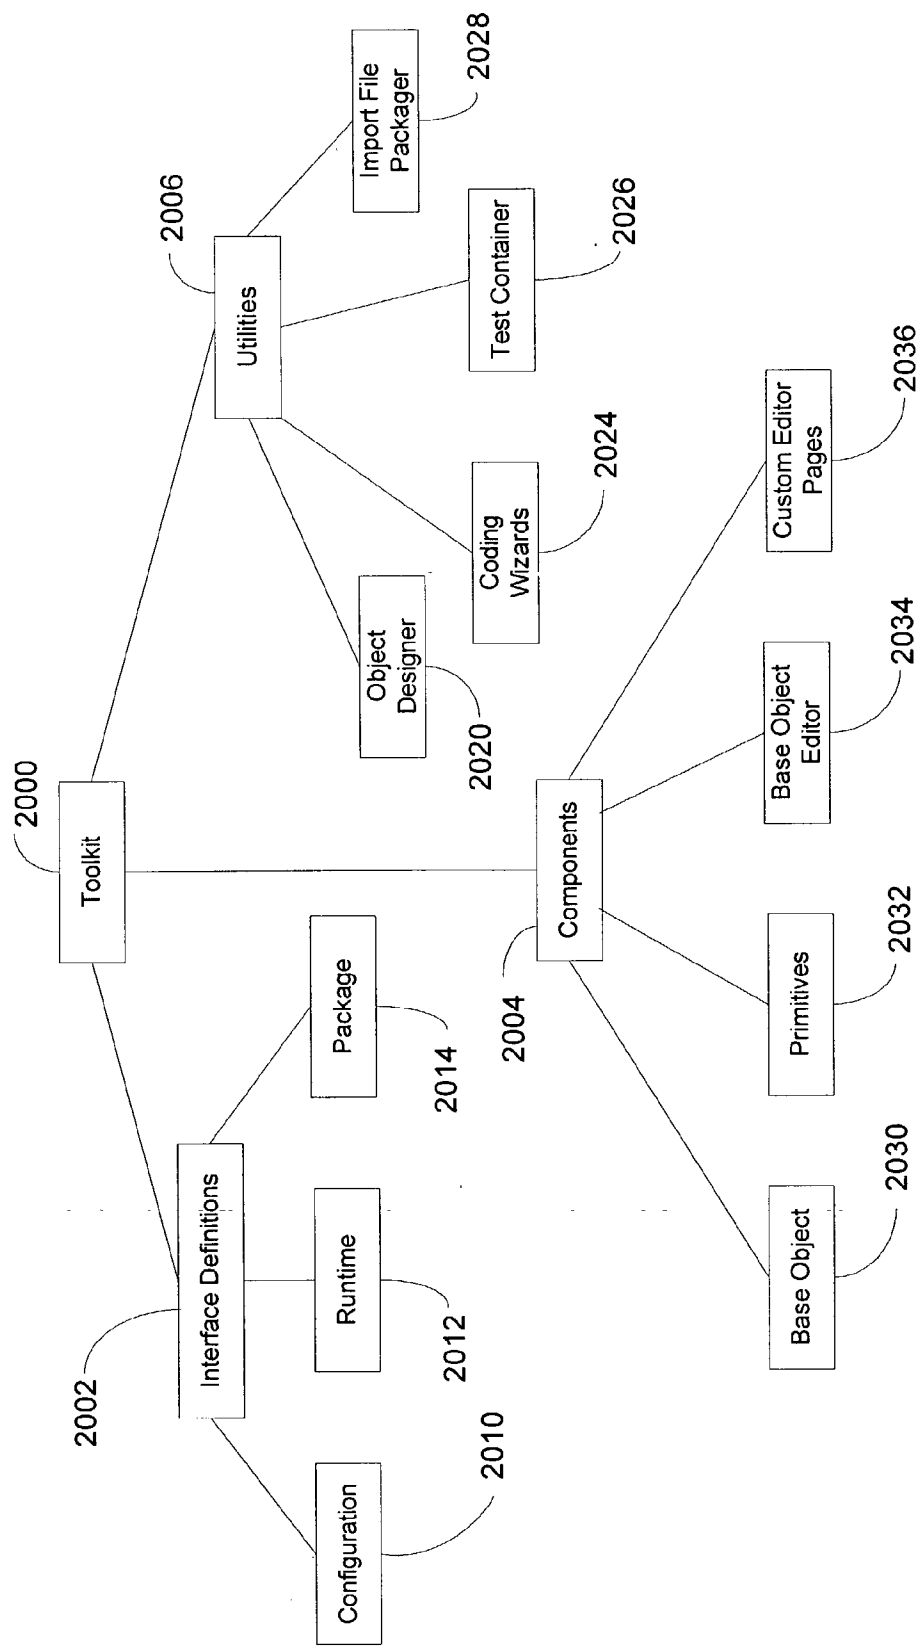 2000
Toolkit
2002
Interface Definitions
2006
Utilities
Configuration
2010
Runtime
2012
Package
2014
Object
Designer
2020
Import File
Packager
2028
Coding
Wizards
2024
Test Container
2026
2004
Components
Base Object
2030
Primitives
2032
Base Object
Editor
2034
Custom Editor
Pages
2036